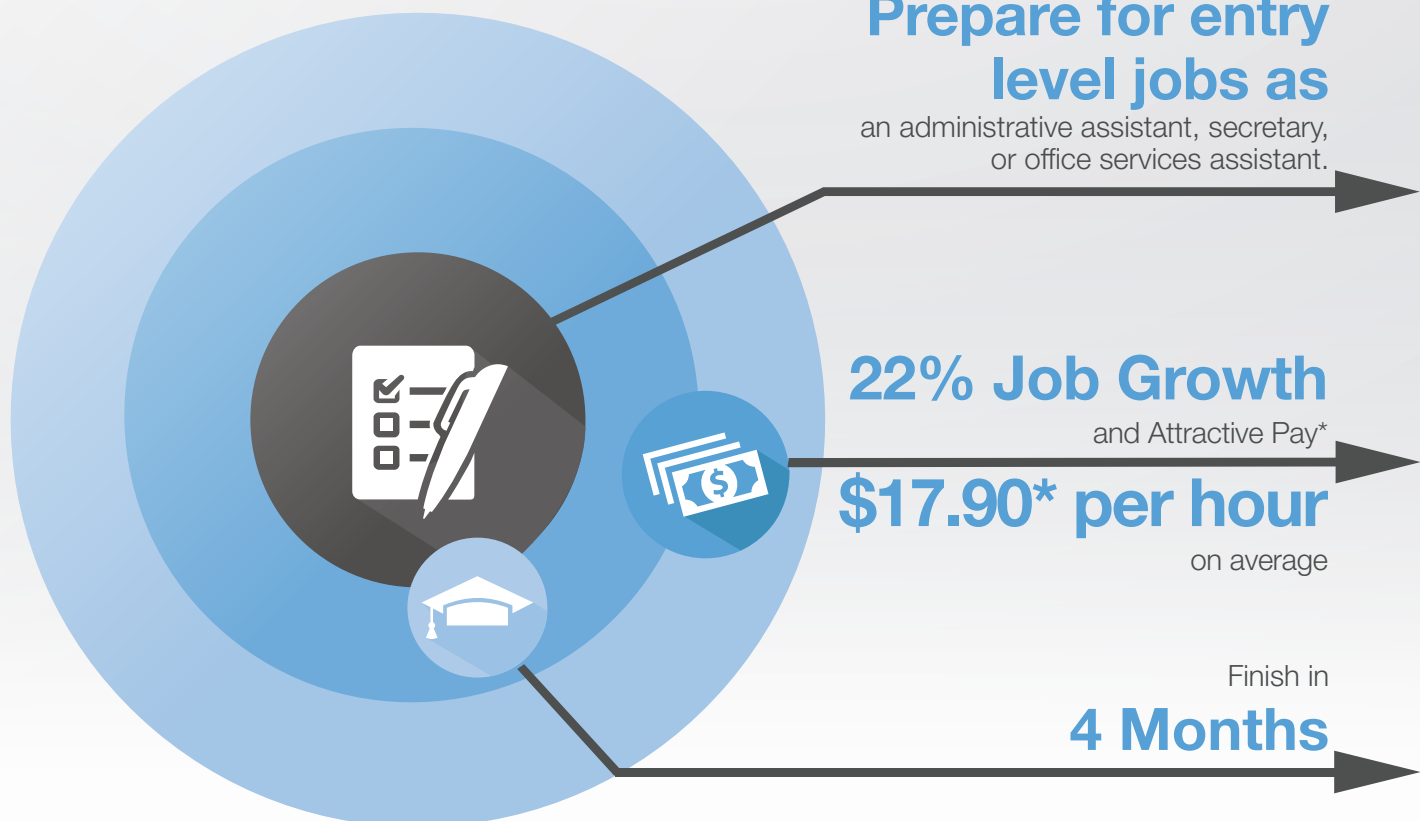 Prepare for entry
level jobs as
an administrative assistant, secretary,
or office services assistant.
22% Job Growth
and Attractive Pay*
$17.90* per hour
on average
Finish in
4 Months